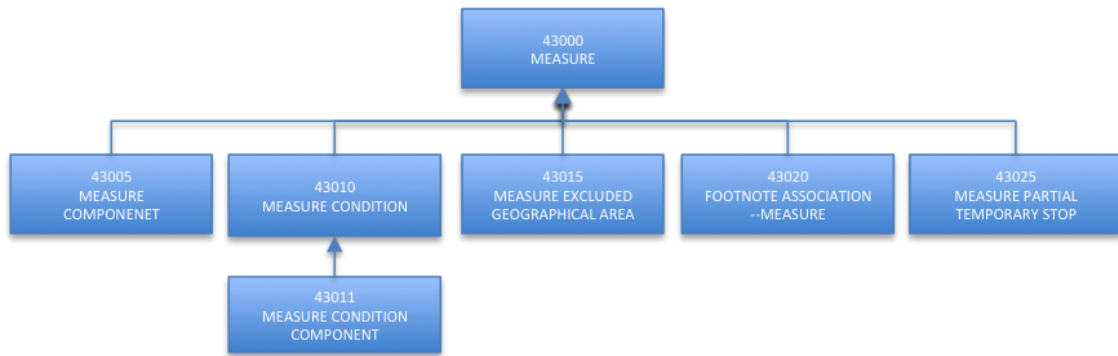 43000
MEASURE
43005
MEASURE
COMPONENET
43010
MEASURE CONDITION
43015
MEASURE EXCLUDED
GEOGRAPHICAL AREA
43020
FOOTNOTE ASSOCIATION
--MEASURE
43025
MEASURE PARTIAL
TEMPORARY STOP
43011
MEASURE CONDITION
COMPONENT